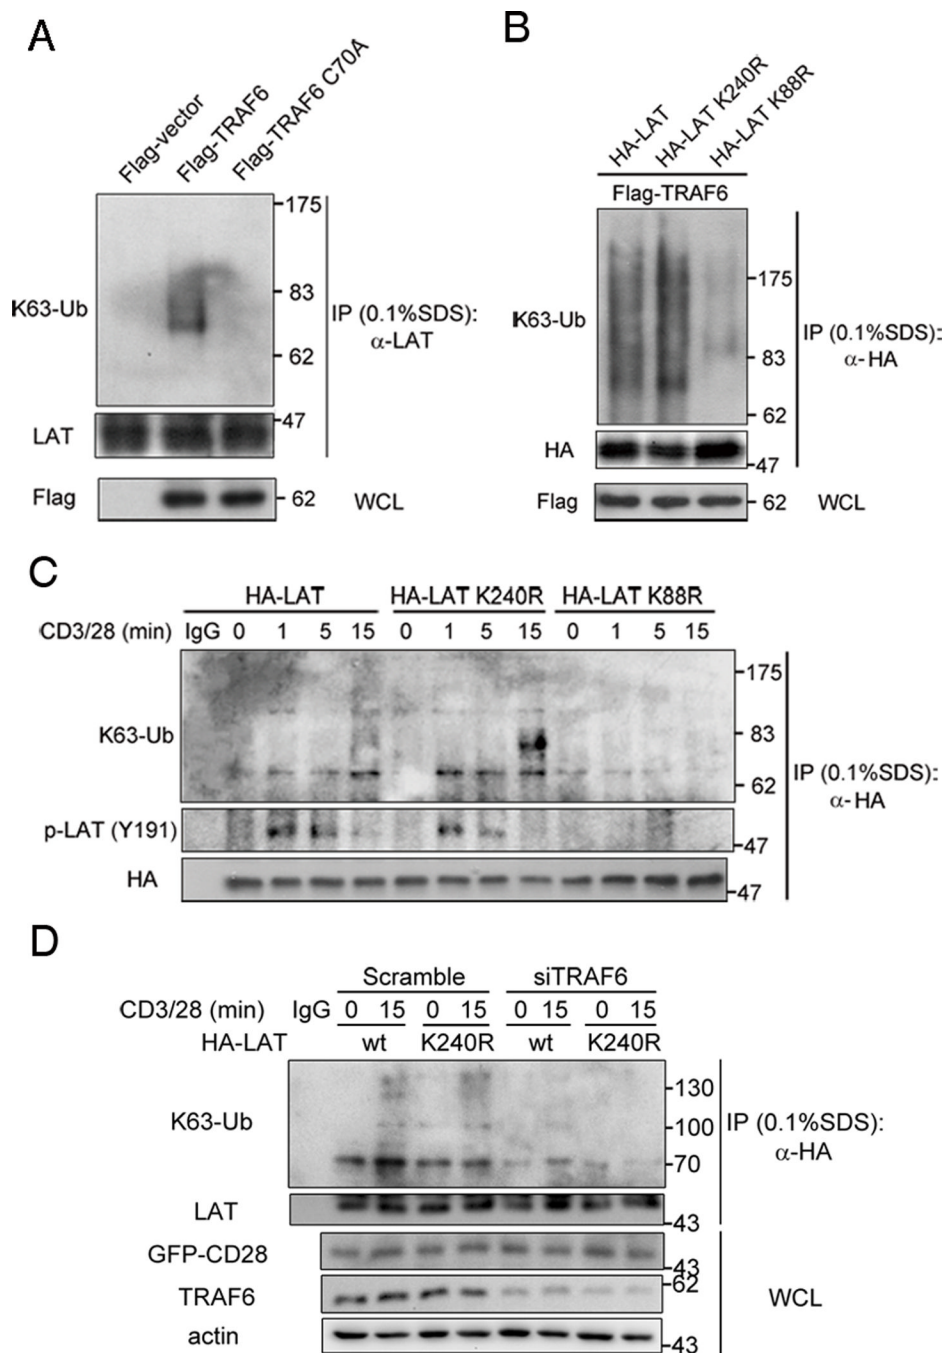 A
Flag-vector
Flag-TRAF6
Flag-TRAF6 C70A
175
83
62
K63-Ub
IP (0.1%SDS):
α-LAT
LAT
47
Flag
62
WCL
B
HA-LAT
HA-LAT K240R
HA-LAT K88R
Flag-TRAF6
175
83
62
K63-Ub
IP (0.1%SDS):
α-HA
HA
47
Flag
62
WCL
C
HA-LAT HA-LAT K240R HA-LAT K88R
CD3/28 (min) IgG 0 1 5 15 0 1 5 15 0 1 5 15
175
K63-Ub
83
62
IP (0.1%SDS):
α-HA
p-LAT (Y191)
47
HA
47
D
Scramble siTRAF6
CD3/28 (min) IgG 0 15 0 15 0 15 0 15
HA-LAT wt K240R wt K240R
130
K63-Ub
100
70
IP (0.1%SDS):
α-HA
LAT
43
GFP-CD28
43
62
TRAF6
WCL
actin
43